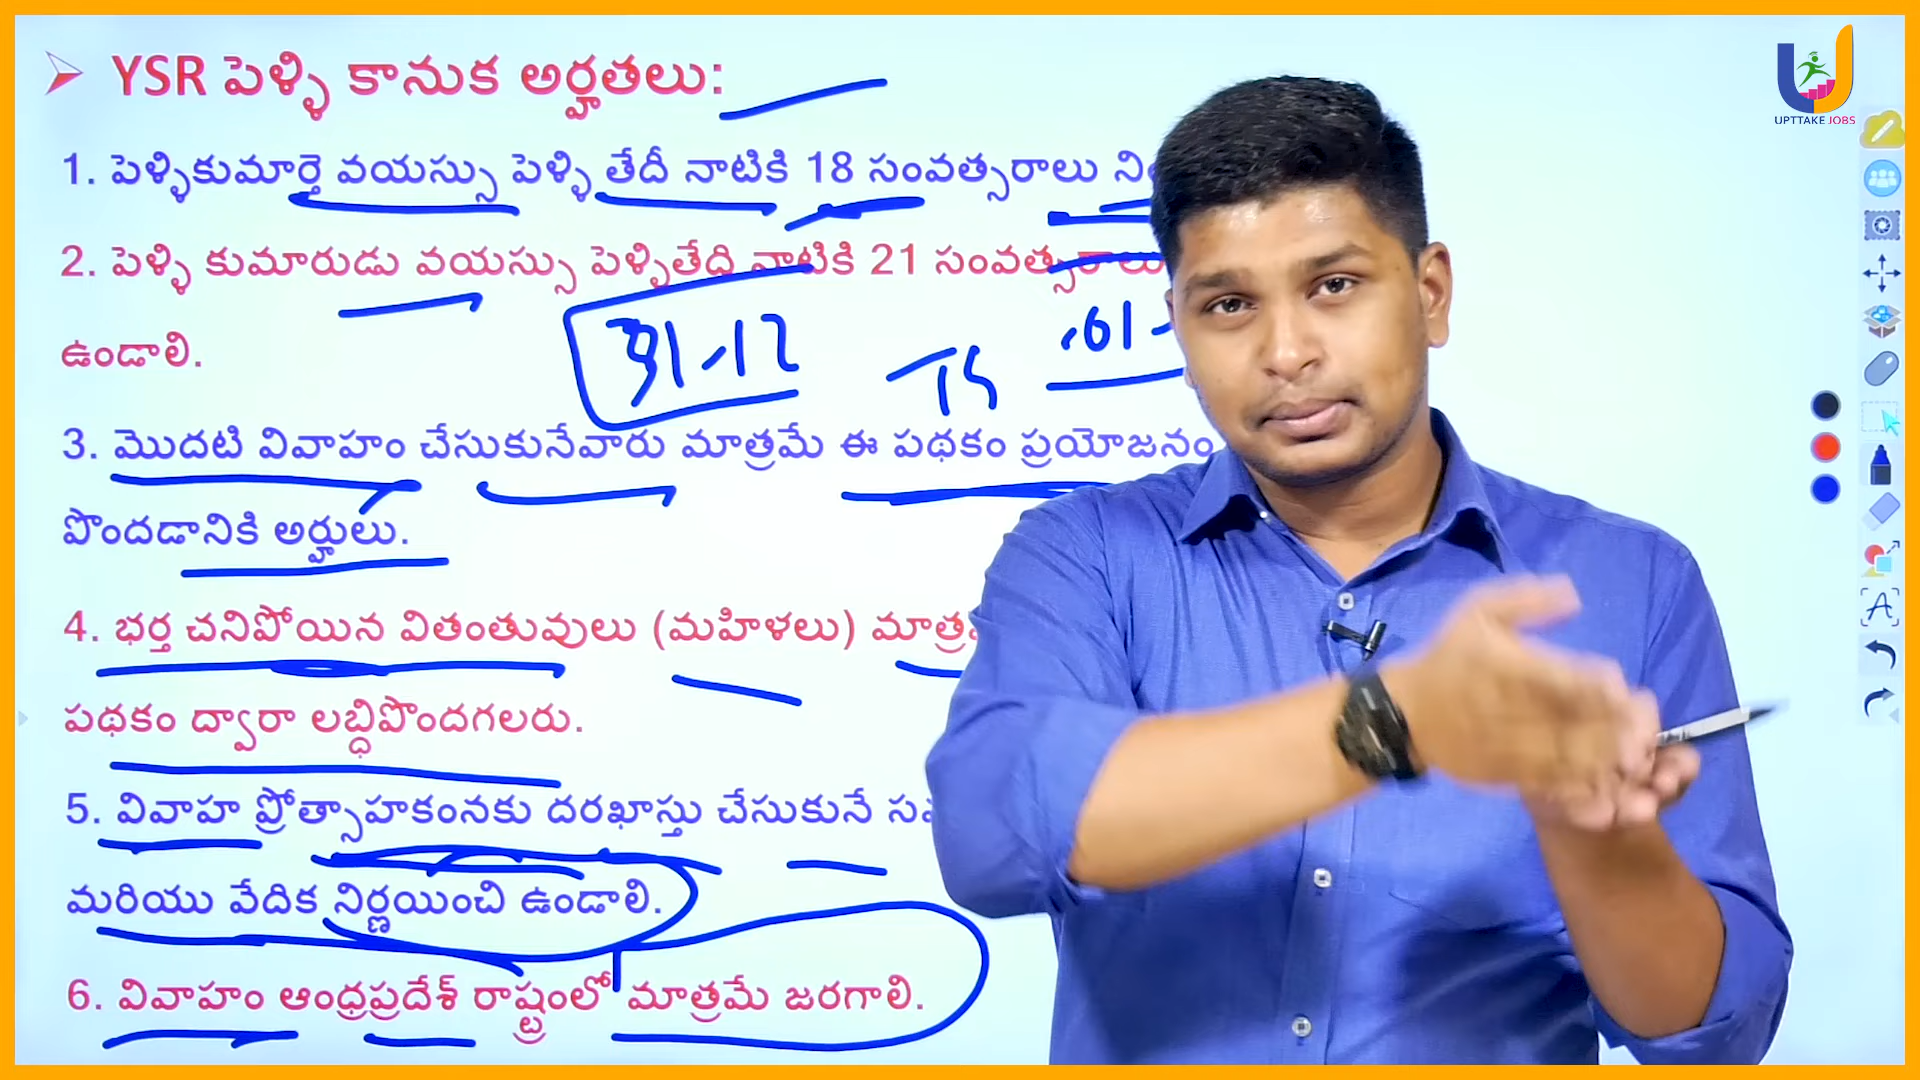 YSR పెళ్ళి కానుక అర్హతలు:
UPTTAKE JOBS
1. పెళ్ళికుమార్తె వయస్సు పెళ్ళి తేదీ నాటికి 18 సంవత్సరాలు
2. పెళ్ళి కుమారుడు వయస్సు పెళ్ళితేది నాటికి 21 సంవత్సరాలు
ఉండాలి.
31-12
3. మొదటి వివాహం చేసుకునేవారు మాత్రమే ఈ పథకం ప్రయోజనం
పొందడానికి అర్హులు.
4. భర్త చనిపోయిన వితంతువులు (మహిళలు)
పథకం ద్వారా లబ్ధిపొందగలరు.
5. వివాహ ప్రోత్సాహకంనకు దరఖాస్తు చేసుకునే
మరియు వేదిక నిర్ణయించి ఉండాలి.
6. వివాహం ఆంధ్రప్రదేశ్ రాష్ట్రంలో మాత్రమే జరగాలి.